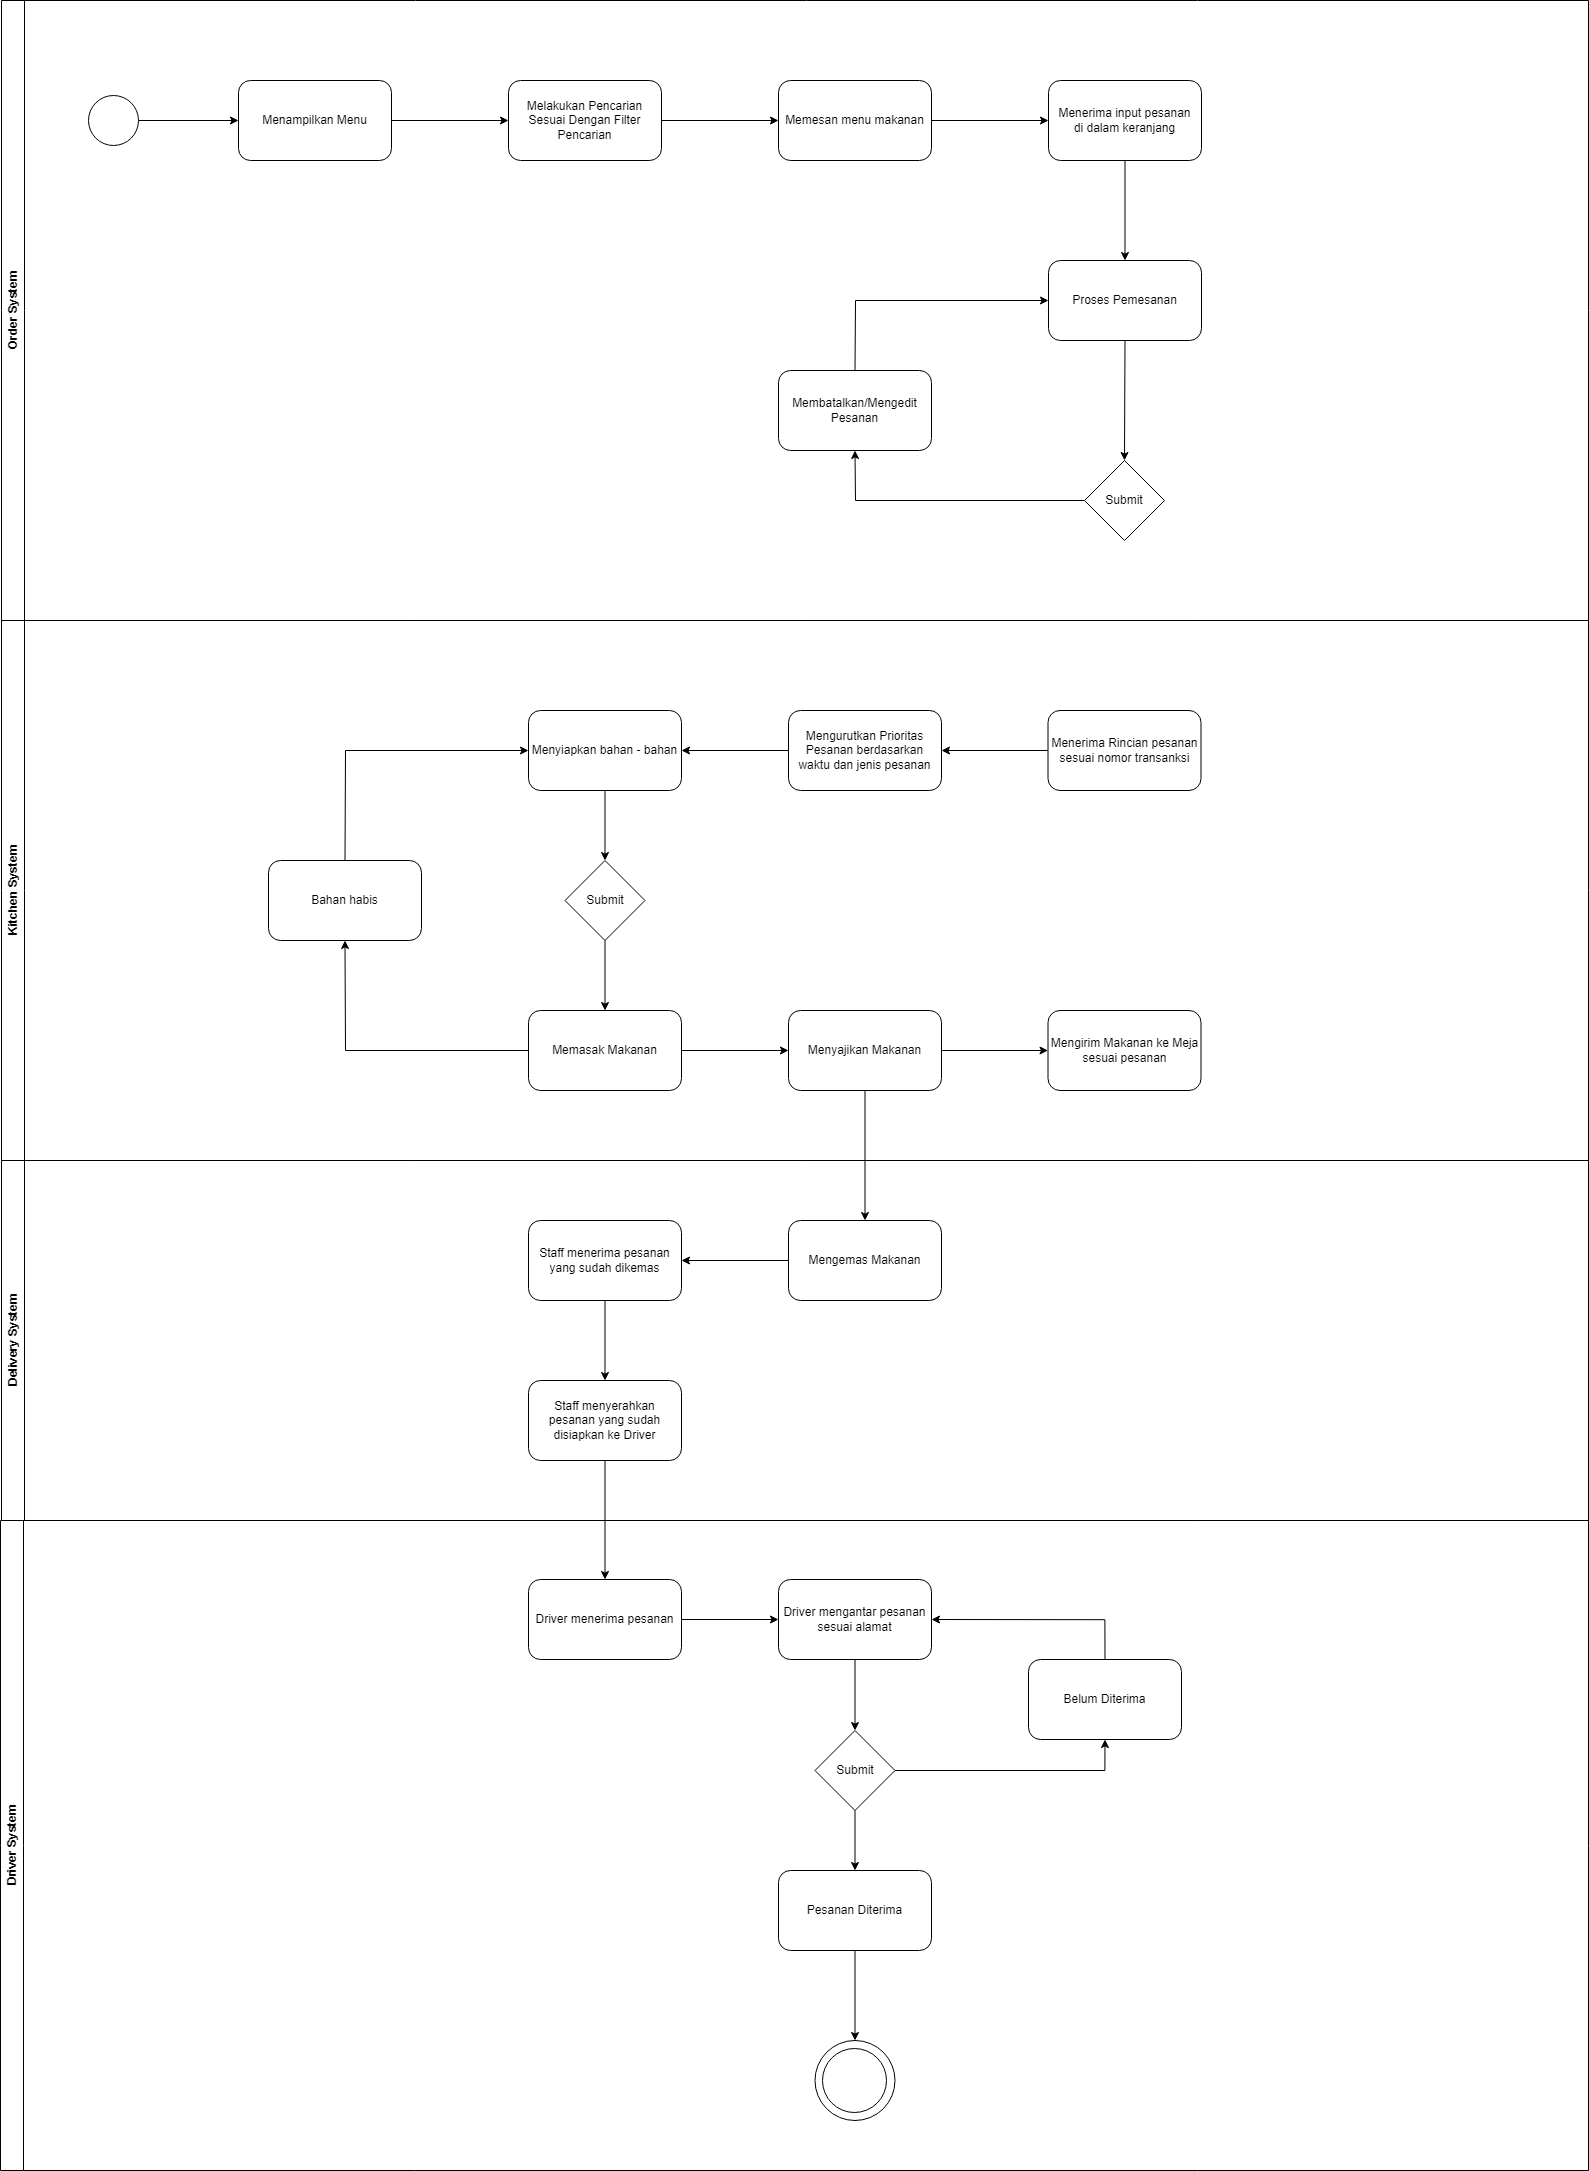 Order System
Menampilkan Menu
Melakukan Pencarian
Sesuai Dengan Filter
Pencarian
Memesan menu makanan
Menerima input pesanan
di dalam keranjang
Proses Pemesanan
Membatalkan/Mengedit
Pesanan
Submit
Kitchen System
Menyiapkan bahan - bahan
Mengurutkan Prioritas
Pesanan berdasarkan
waktu dan jenis pesanan
Menerima Rincian pesanan
sesuai nomor transanksi
Bahan habis
Submit
Memasak Makanan
Menyajikan Makanan
Mengirim Makanan ke Meja
sesuai pesanan
Delivery System
Staff menerima pesanan
yang sudah dikemas
Mengemas Makanan
Staff menyerahkan
pesanan yang sudah
disiapkan ke Driver
Driver System
Driver menerima pesanan
Driver mengantar pesanan
sesuai alamat
Belum Diterima
Submit
Pesanan Diterima